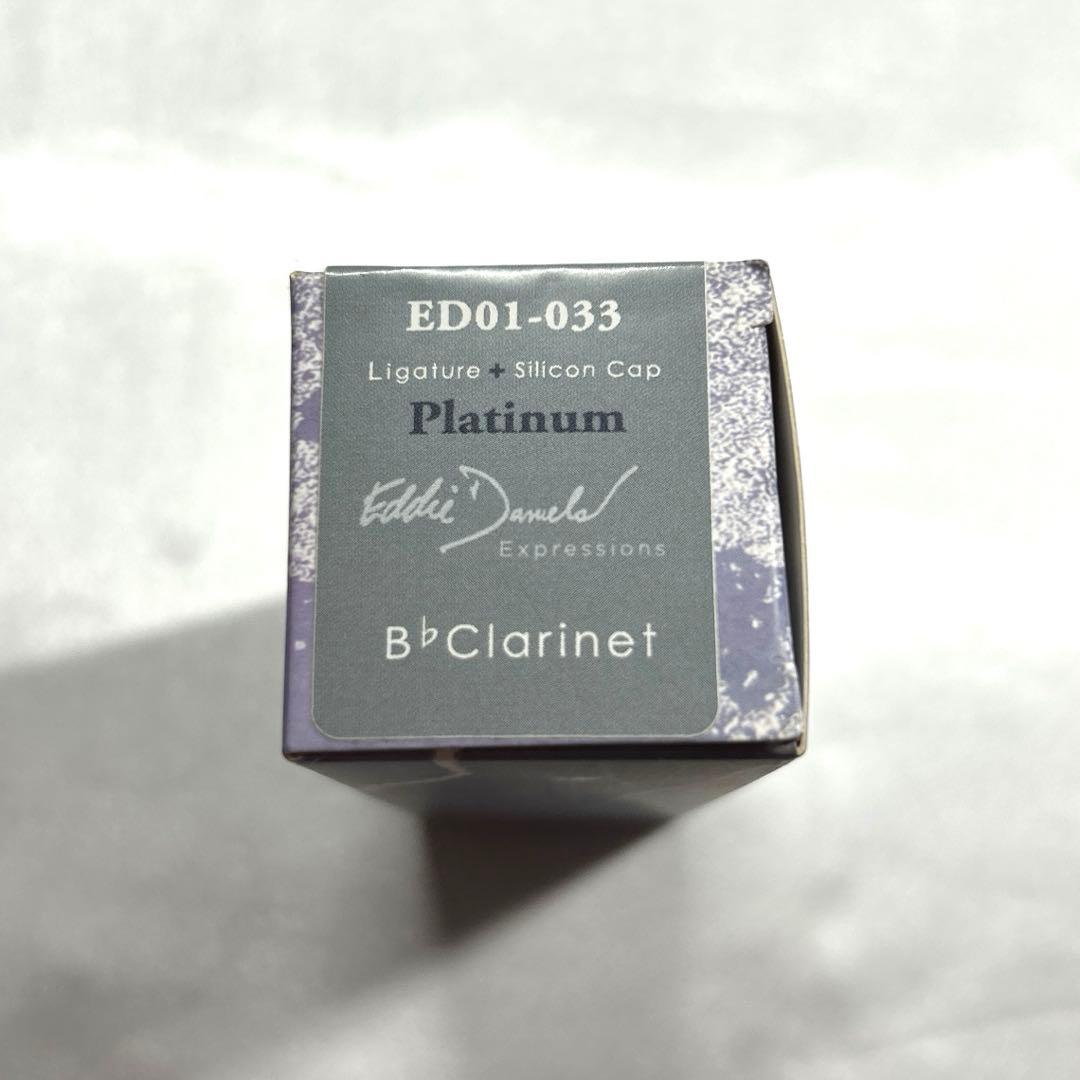 ED01-033
Ligature + Silicon Cap
Platinum
Eddie Daniels
Expressions
B♭Clarinet